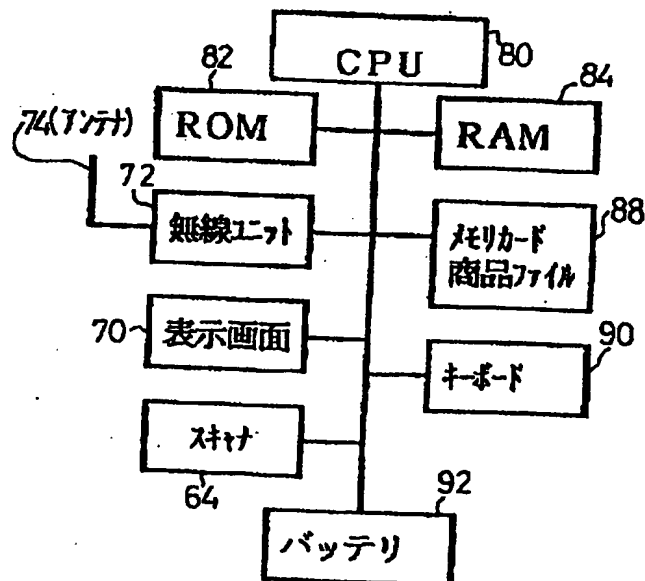 80
CPU
82
ROM
84
RAM
74(アンテナ)
72
無線ユニット
88
メモリカード
商品ファイル
70
表示画面
90
キーボード
スキャナ
64
92
バッテリ